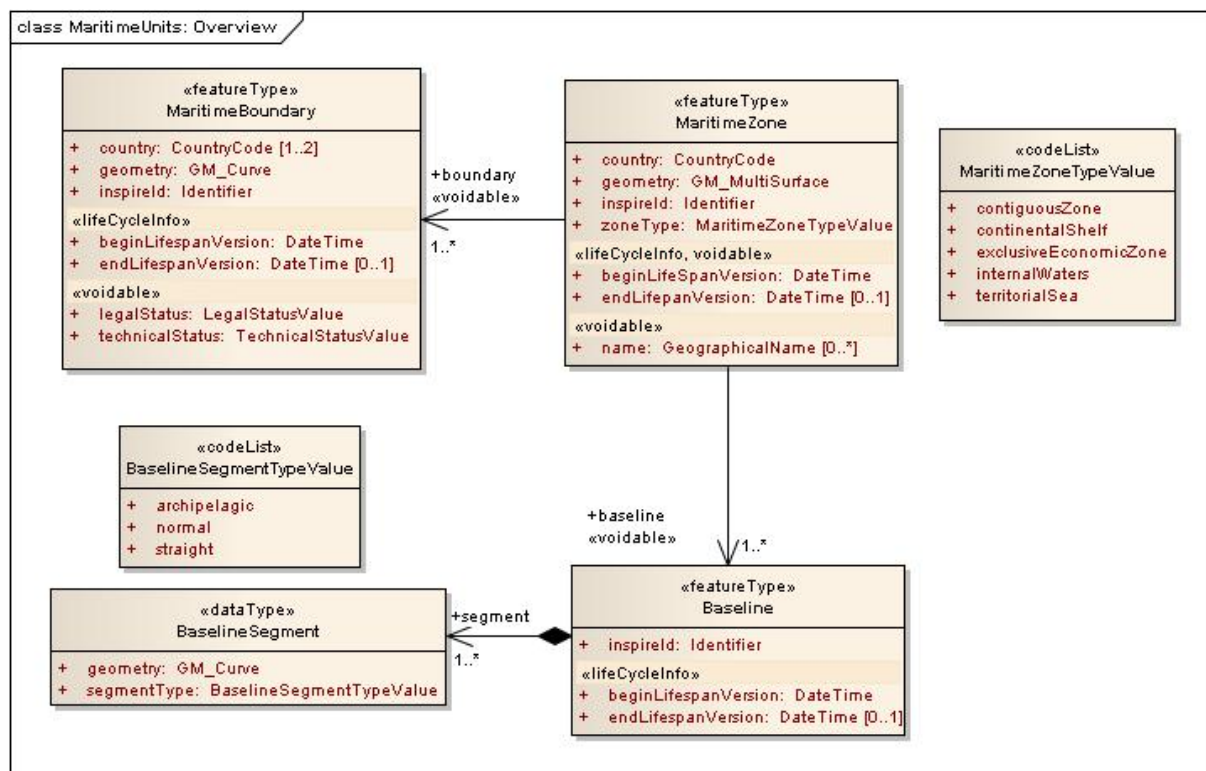 class MaritimeUnits: Overview
«featureType»
MaritimeBoundary
+ country: CountryCode [1..2]
+ geometry: GM_Curve
+ inspireId: Identifier
«lifeCycleInfo»
+ beginLifespanVersion: DateTime
+ endLifespanVersion: DateTime [0..1]
«voidable»
+ legalStatus: LegalStatusValue
+ technicalStatus: TechnicalStatusValue
+boundary
«voidable»
1..*
«featureType»
MaritimeZone
+ country: CountryCode
+ geometry: GM_MultiSurface
+ inspireId: Identifier
+ zoneType: MaritimeZoneTypeValue
«lifeCycleInfo, voidable»
+ beginLifeSpanVersion: DateTime
+ endLifepanVersion: DateTime [0..1]
«voidable»
+ name: GeographicalName [0..*]
«codeList»
MaritimeZoneTypeValue
+ contiguousZone
+ continentalShelf
+ exclusiveEconomicZone
+ internalWaters
+ territorialSea
«codeList»
BaselineSegmentTypeValue
+ archipelagic
+ normal
+ straight
+baseline
«voidable»
1..*
«dataType»
BaselineSegment
+ geometry: GM_Curve
+ segmentType: BaselineSegmentTypeValue
+segment
1..*
«featureType»
Baseline
+ inspireId: Identifier
«lifeCycleInfo»
+ beginLifespanVersion: DateTime
+ endLifespanVersion: DateTime [0..1]